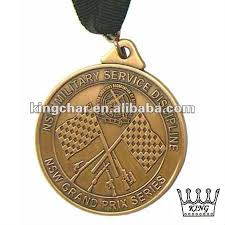 NSW MILITARY SERVICE DISCIPLINE
www.kingchar.en.alibaba.com
NSW GRAND PRIX SERIES
KING